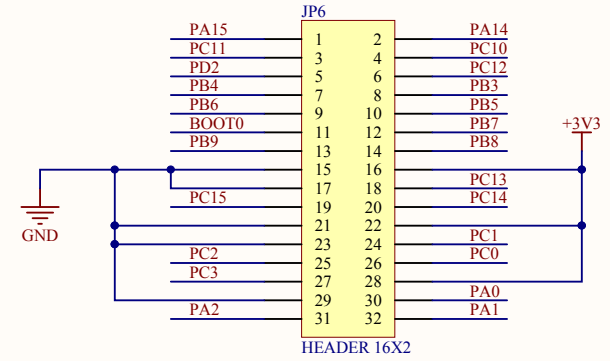 JP6
PA15 1 2 PA14
PC11 3 4 PC10
PD2 5 6 PC12
PB4 7 8 PB3
PB6 9 10 PB5
BOOT0 11 12 PB7 +3V3
PB9 13 14 PB8
15 16
17 18 PC13
PC15 19 20 PC14
GND 21 22
23 24 PC1
PC2 25 26 PC0
PC3 27 28
29 30 PA0
PA2 31 32 PA1
HEADER 16X2